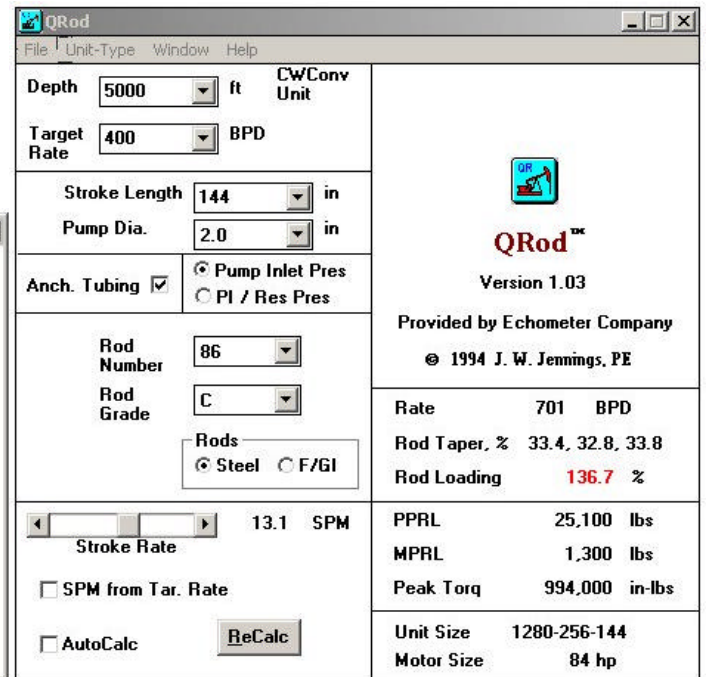 QRod
File Unit-Type Window Help
Depth 5000 ft CWConv Unit
Target Rate 400 BPD
Stroke Length 144 in
Pump Dia. 2.0 in
Anch. Tubing
Pump Inlet Pres
PI / Res Pres
Rod Number 86
Rod Grade C
Rods
Steel F/Gl
13.1 SPM
Stroke Rate
SPM from Tar. Rate
AutoCalc ReCalc
QR
QRod™
Version 1.03
Provided by Echometer Company
© 1994 J. W. Jennings, PE
Rate 701 BPD
Rod Taper, % 33.4, 32.8, 33.8
Rod Loading 136.7 %
PPRL 25,100 lbs
MPRL 1,300 lbs
Peak Torq 994,000 in-lbs
Unit Size 1280-256-144
Motor Size 84 hp